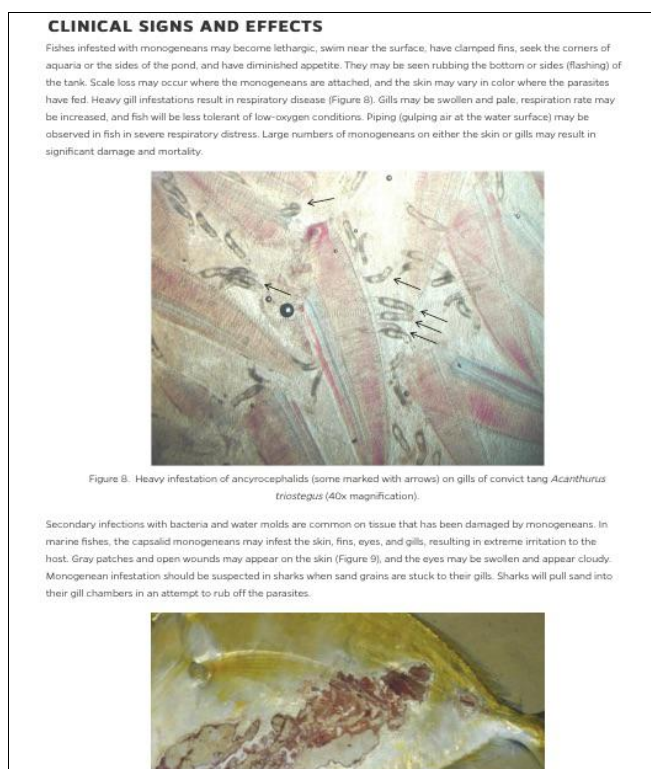 CLINICAL SIGNS AND EFFECTS
Fishes infested with monogeneans may become lethargic, swim near the surface, have clamped fins, seek the corners of
aquaria or the sides of the pond, and have diminished appetite. They may be seen rubbing the bottom or sides (flashing) of
the tank. Scale loss may occur where the monogeneans are attached, and the skin may vary in color where the parasites
have fed. Heavy gill infestations result in respiratory disease (Figure 8). Gills may be swollen and pale, respiration rate may
be increased, and fish will be less tolerant of low-oxygen conditions. Piping (gulping air at the water surface) may be
observed in fish in severe respiratory distress. Large numbers of monogeneans on either the skin or gills may result in
significant damage and mortality.
Figure 8. Heavy infestation of ancyrocephalids (some marked with arrows) on gills of convict tang Acanthurus
triostegus (40x magnification).
Secondary infections with bacteria and water molds are common on tissue that has been damaged by monogeneans. In
marine fishes, the capsalid monogeneans may infest the skin, fins, eyes, and gills, resulting in extreme irritation to the
host. Gray patches and open wounds may appear on the skin (Figure 9), and the eyes may be swollen and appear cloudy.
Monogenean infestation should be suspected in sharks when sand grains are stuck to their gills. Sharks will pull sand into
their gill chambers in an attempt to rub off the parasites.